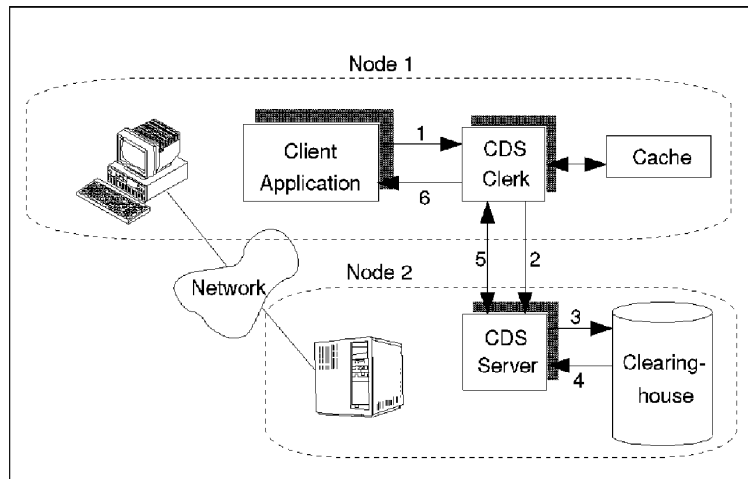 Node 1
Client
Application
1
6
CDS
Clerk
Cache
5
2
Node 2
Network
CDS
Server
3
4
Clearing-
house